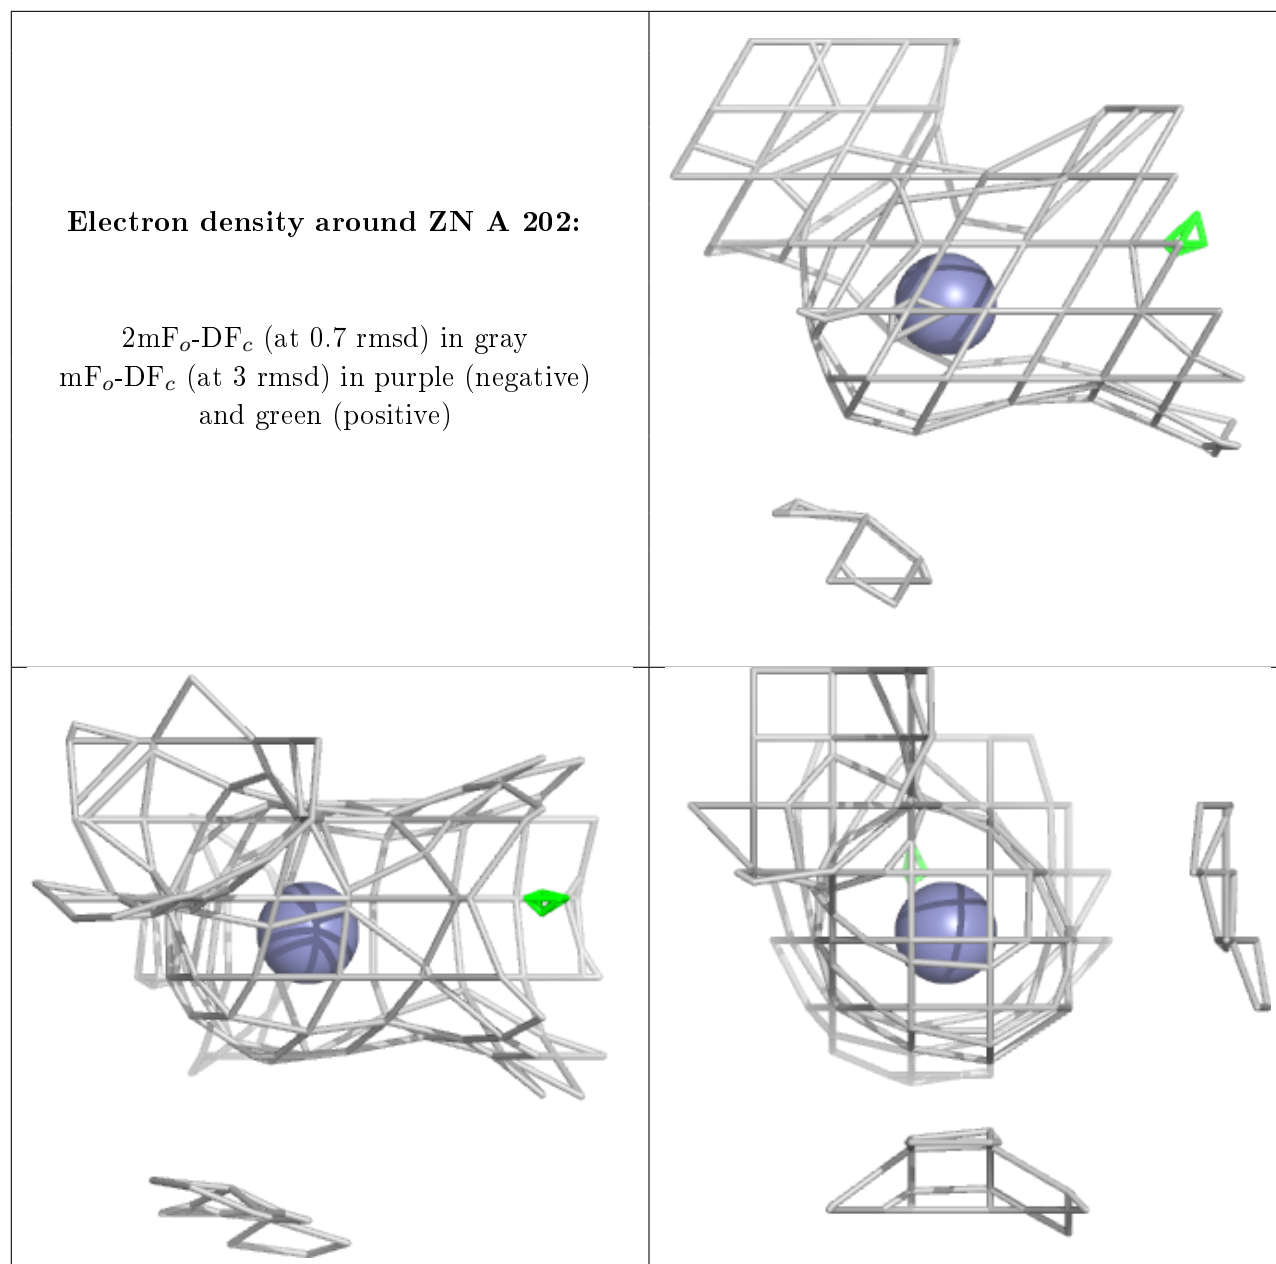 Electron density around ZN A 202:
2mFo-DFc (at 0.7 rmsd) in gray
mFo-DFc (at 3 rmsd) in purple (negative)
and green (positive)